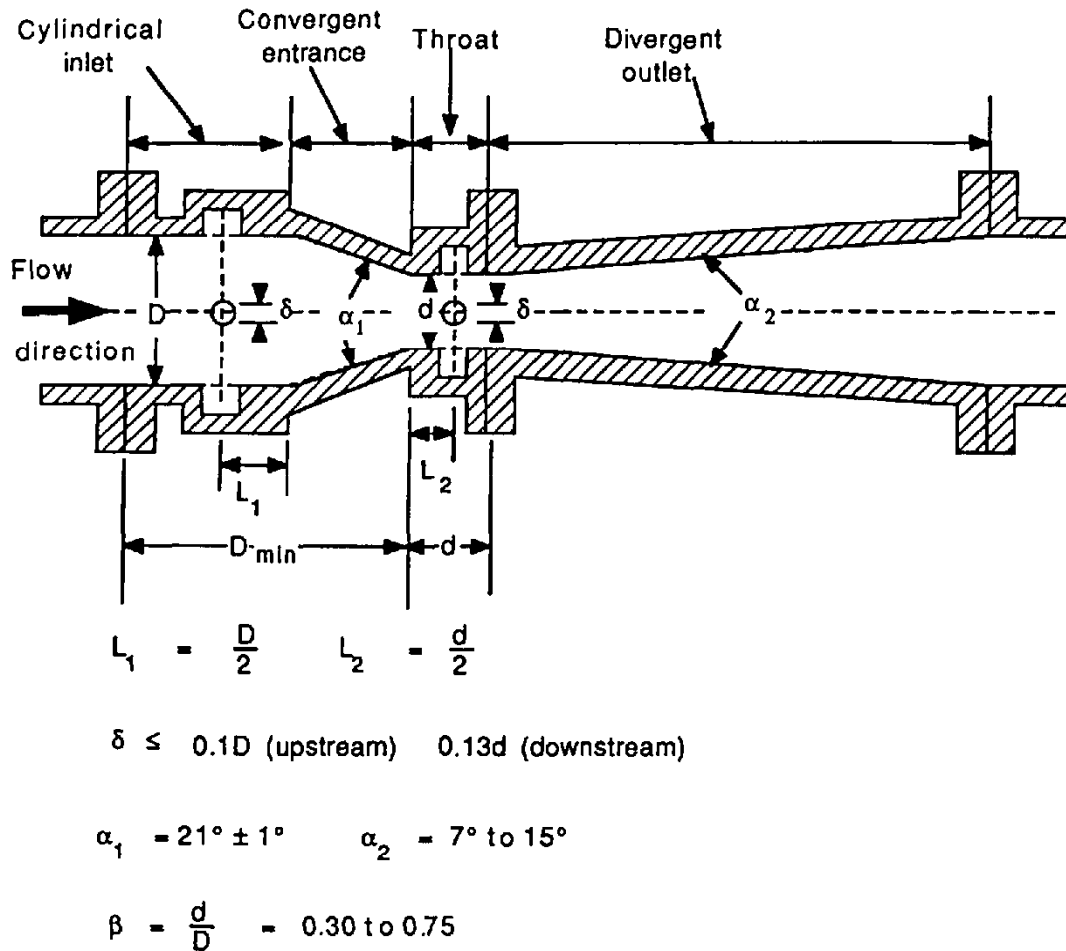 Cylindrical inlet
Convergent entrance
Throat
Divergent outlet
Flow direction
D
δ
α₁
d
δ
α₂
L₁
L₂
D min
d
L₁ = D/2 L₂ = d/2
δ ≤ 0.1D (upstream) 0.13d (downstream)
α₁ = 21° ± 1° α₂ = 7° to 15°
β = d/D = 0.30 to 0.75